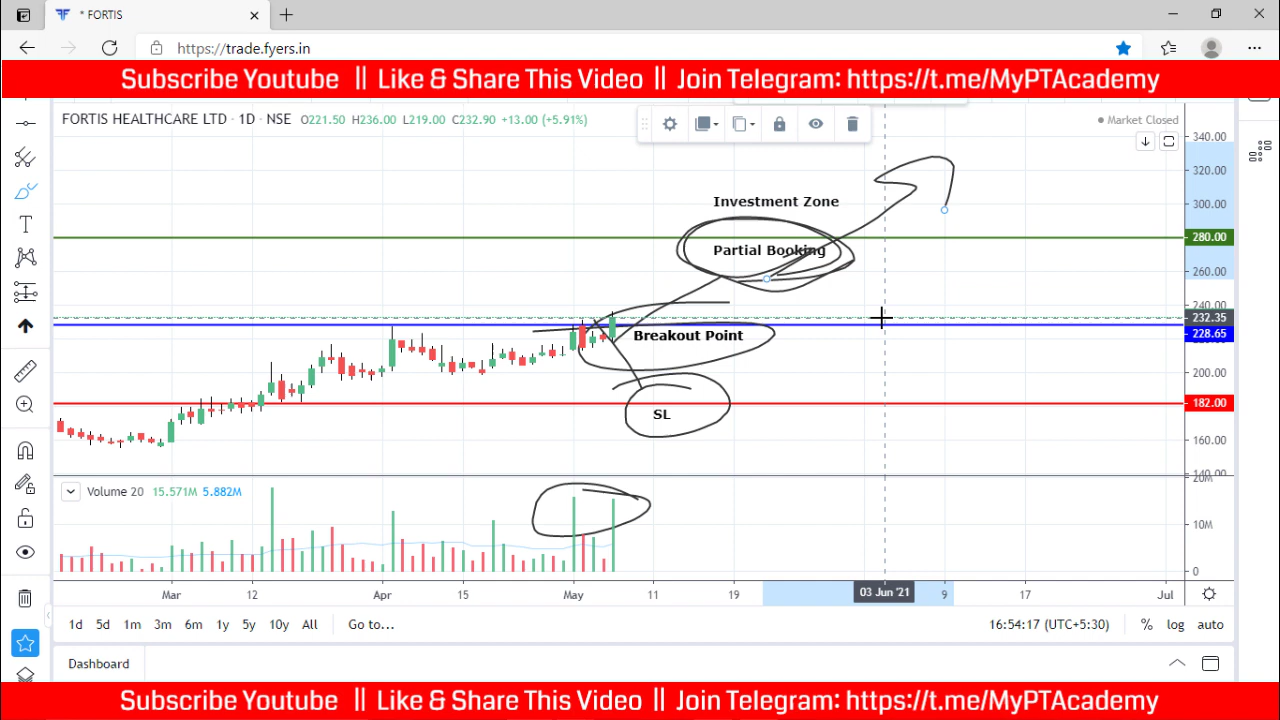 * FORTIS
https://trade.fyers.in
Subscribe Youtube || Like & Share This Video || Join Telegram: https://t.me/MyPTAcademy
FORTIS HEALTHCARE LTD · 1D · NSE O221.50 H236.00 L219.00 C232.90 +13.00 (+5.91%)
Market Closed
340.00
320.00
Investment Zone
300.00
280.00
Partial Booking
260.00
240.00
232.35
Breakout Point
228.65
200.00
182.00
SL
160.00
140.00
Volume 20 15.571M 5.882M
20M
10M
0
Mar 12 Apr 15 May 11 19 03 Jun '21 9 17 Jul
1d 5d 1m 3m 6m 1y 5y 10y All Go to...
16:54:17 (UTC+5:30) % log auto
Dashboard
Subscribe Youtube || Like & Share This Video || Join Telegram: https://t.me/MyPTAcademy